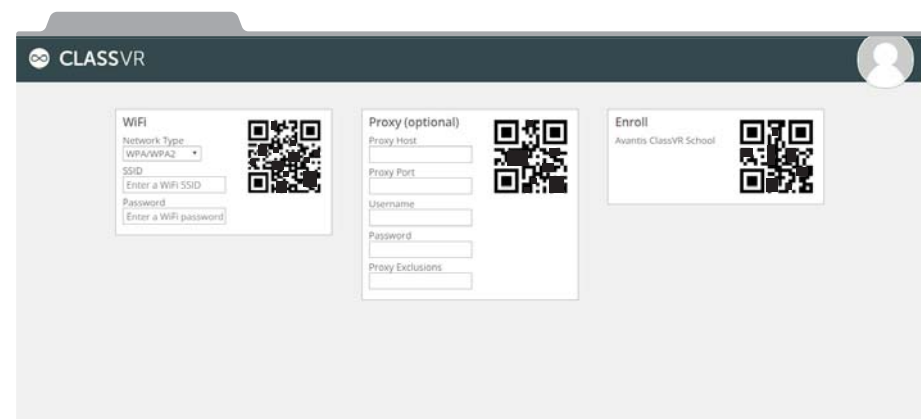 CLASSVR
WiFi
Network Type
WPA/WPA2
SSID
Enter a WiFi SSID
Password
Enter a WiFi password
Proxy (optional)
Proxy Host
Proxy Port
Username
Password
Proxy Exclusions
Enroll
Avantis ClassVR School